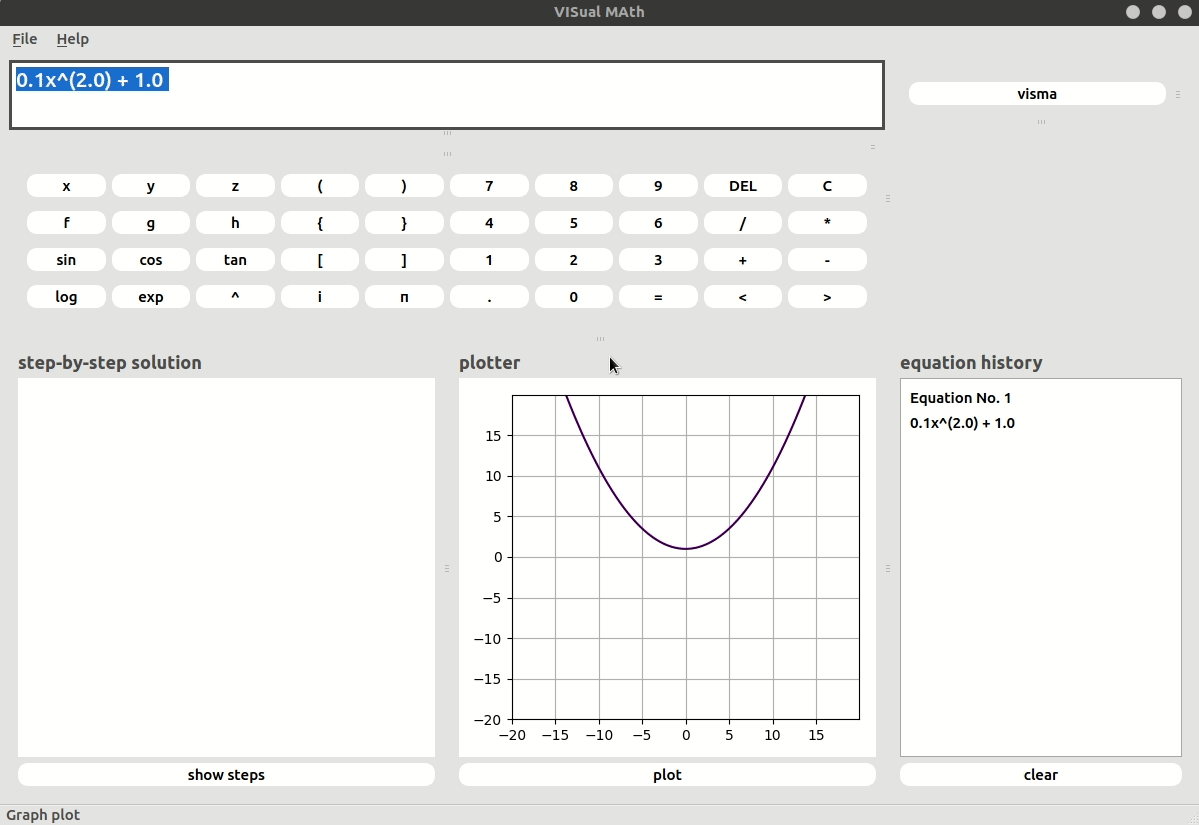 VISual MAth
File Help
0.1x^(2.0) + 1.0
visma
x y z ( ) 7 8 9 DEL C
f g h { } 4 5 6 / *
sin cos tan [ ] 1 2 3 + -
log exp ^ i π . 0 = < >
step-by-step solution
plotter
equation history
Equation No. 1
0.1x^(2.0) + 1.0
15
10
5
0
−5
−10
−15
−20
−20 −15 −10 −5 0 5 10 15
show steps
plot
clear
Graph plot